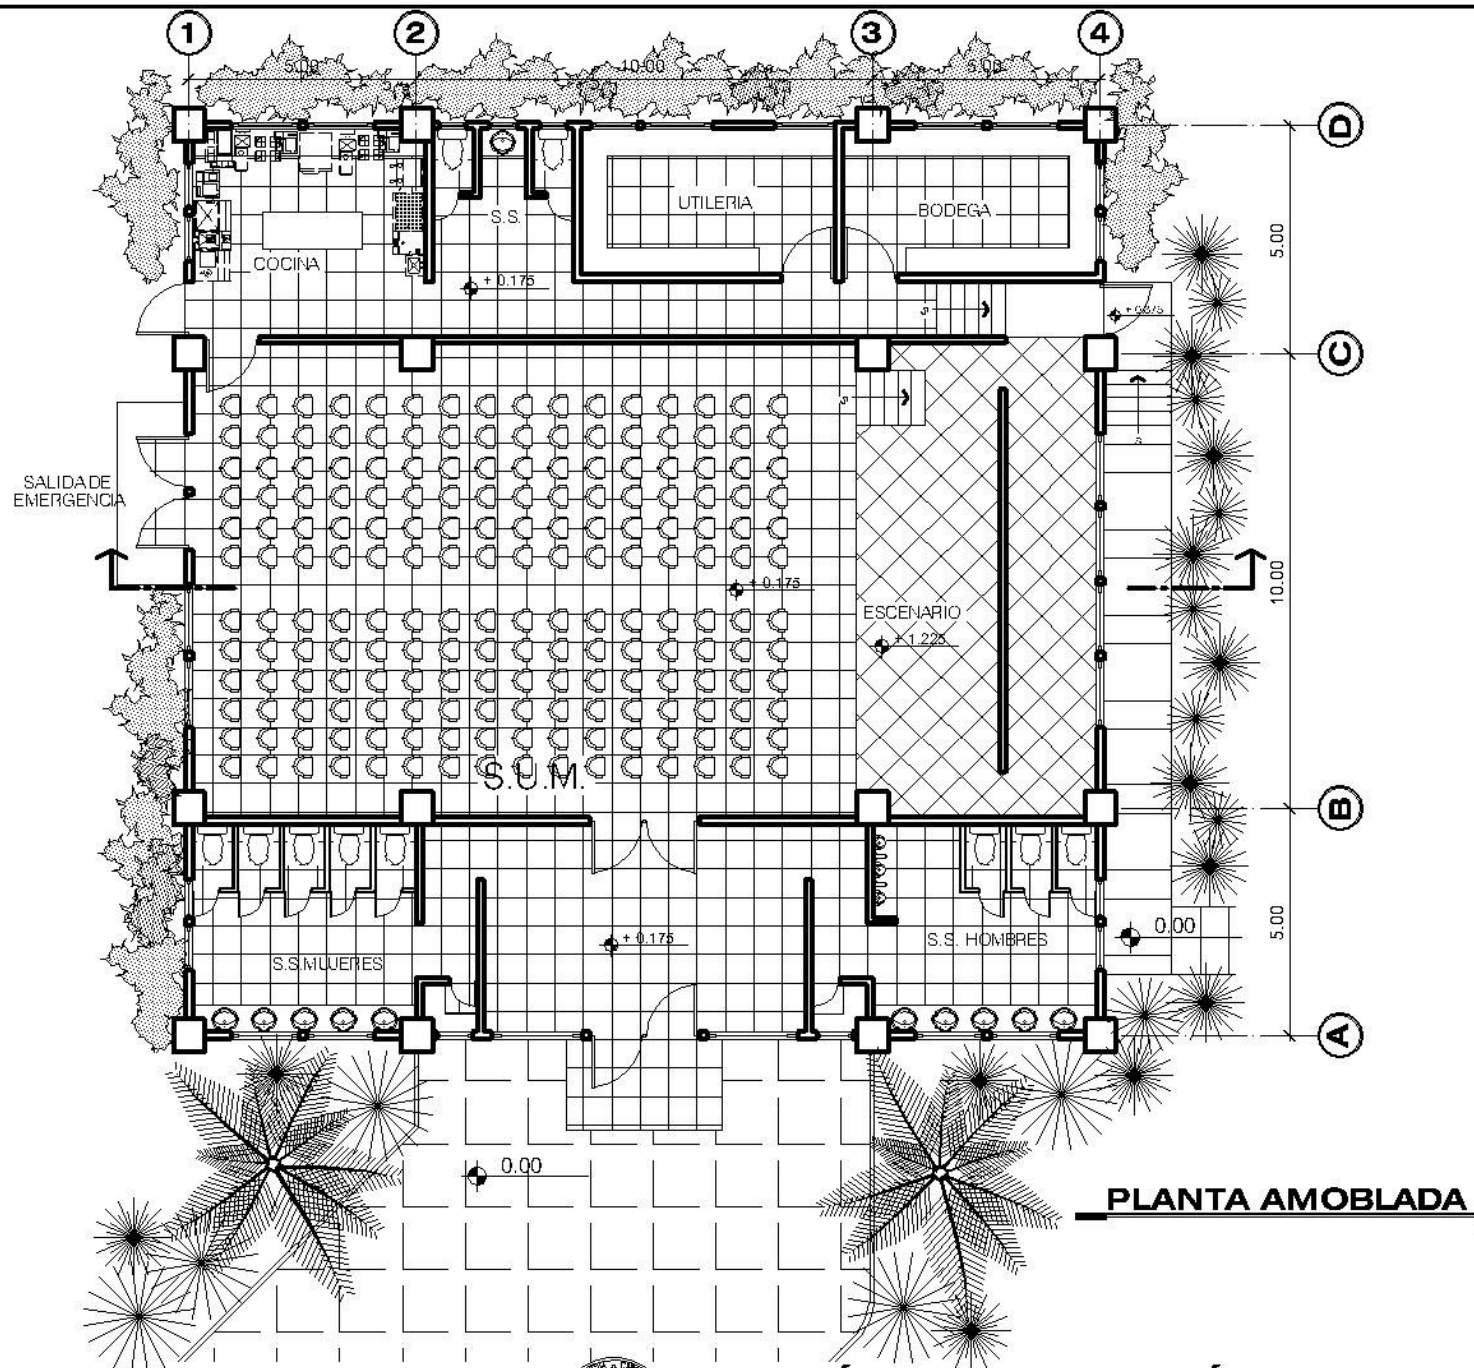 1 2 3 4
5.00 10.00 5.00
D
UTILERIA
BODEGA
S.S.
COCINA
5.00
+ 0.175
S
C
S
S
SALIDA DE
EMERGENCIA
+ 0.175
10.00
ESCENARIO
+ 1.225
S.U.M.
B
5.00
0.00
+ 0.175
S.S. HOMBRES
S.S.MUJERES
A
0.00
PLANTA AMOBLADA